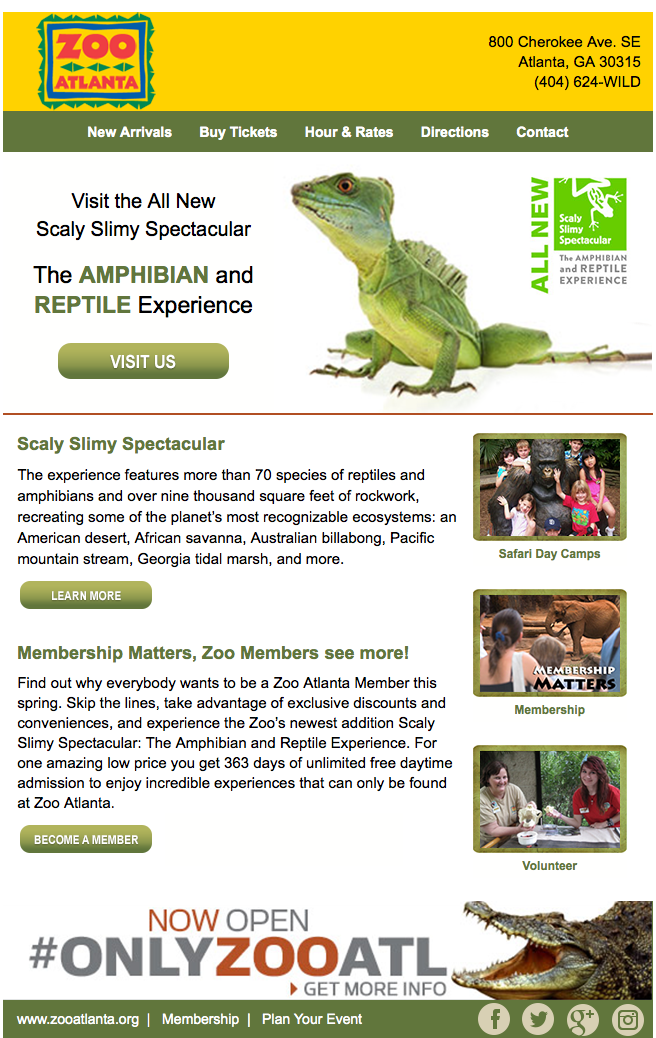 ZOO
ATLANTA
800 Cherokee Ave. SE
Atlanta, GA 30315
(404) 624-WILD
New Arrivals Buy Tickets Hour & Rates Directions Contact
Visit the All New
Scaly Slimy Spectacular
The AMPHIBIAN and
REPTILE Experience
VISIT US
ALL NEW
Scaly
Slimy
Spectacular
The AMPHIBIAN
and REPTILE
EXPERIENCE
Scaly Slimy Spectacular
The experience features more than 70 species of reptiles and
amphibians and over nine thousand square feet of rockwork,
recreating some of the planet's most recognizable ecosystems: an
American desert, African savanna, Australian billabong, Pacific
mountain stream, Georgia tidal marsh, and more.
LEARN MORE
Membership Matters, Zoo Members see more!
Find out why everybody wants to be a Zoo Atlanta Member this
spring. Skip the lines, take advantage of exclusive discounts and
conveniences, and experience the Zoo's newest addition Scaly
Slimy Spectacular: The Amphibian and Reptile Experience. For
one amazing low price you get 363 days of unlimited free daytime
admission to enjoy incredible experiences that can only be found
at Zoo Atlanta.
BECOME A MEMBER
Safari Day Camps
MEMBERSHIP
MATTERS
Membership
Volunteer
NOW OPEN
#ONLYZOOATL
GET MORE INFO
www.zooatlanta.org | Membership | Plan Your Event